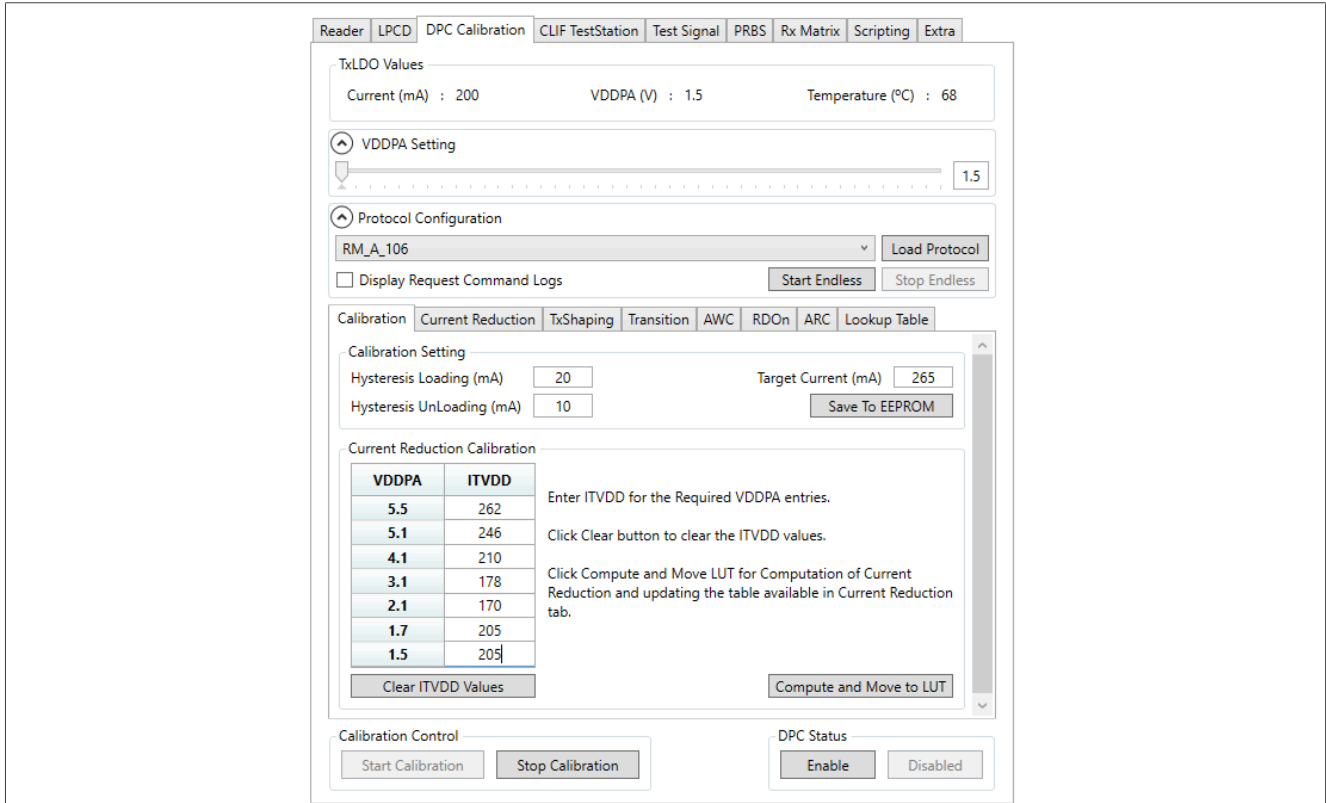 Reader LPCD DPC Calibration CLIF TestStation Test Signal PRBS Rx Matrix Scripting Extra
TxLDO Values
Current (mA) : 200 VDDPA (V) : 1.5 Temperature (ºC) : 68
VDDPA Setting
1.5
Protocol Configuration
RM_A_106 Load Protocol
Display Request Command Logs Start Endless Stop Endless
Calibration Current Reduction TxShaping Transition AWC RDOn ARC Lookup Table
Calibration Setting
Hysteresis Loading (mA) 20 Target Current (mA) 265
Hysteresis UnLoading (mA) 10 Save To EEPROM
Current Reduction Calibration
VDDPA ITVDD
5.5 262
5.1 246
4.1 210
3.1 178
2.1 170
1.7 205
1.5 205
Enter ITVDD for the Required VDDPA entries.
Click Clear button to clear the ITVDD values.
Click Compute and Move LUT for Computation of Current
Reduction and updating the table available in Current Reduction
tab.
Clear ITVDD Values Compute and Move to LUT
Calibration Control DPC Status
Start Calibration Stop Calibration Enable Disabled